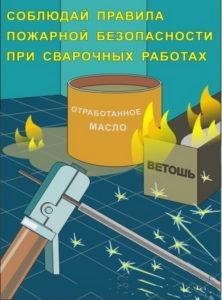 СОБЛЮДАЙ ПРАВИЛА
ПОЖАРНОЙ БЕЗОПАСНОСТИ
ПРИ СВАРОЧНЫХ РАБОТАХ
ОТРАБОТАННОЕ
МАСЛО
ВЕТОШЬ